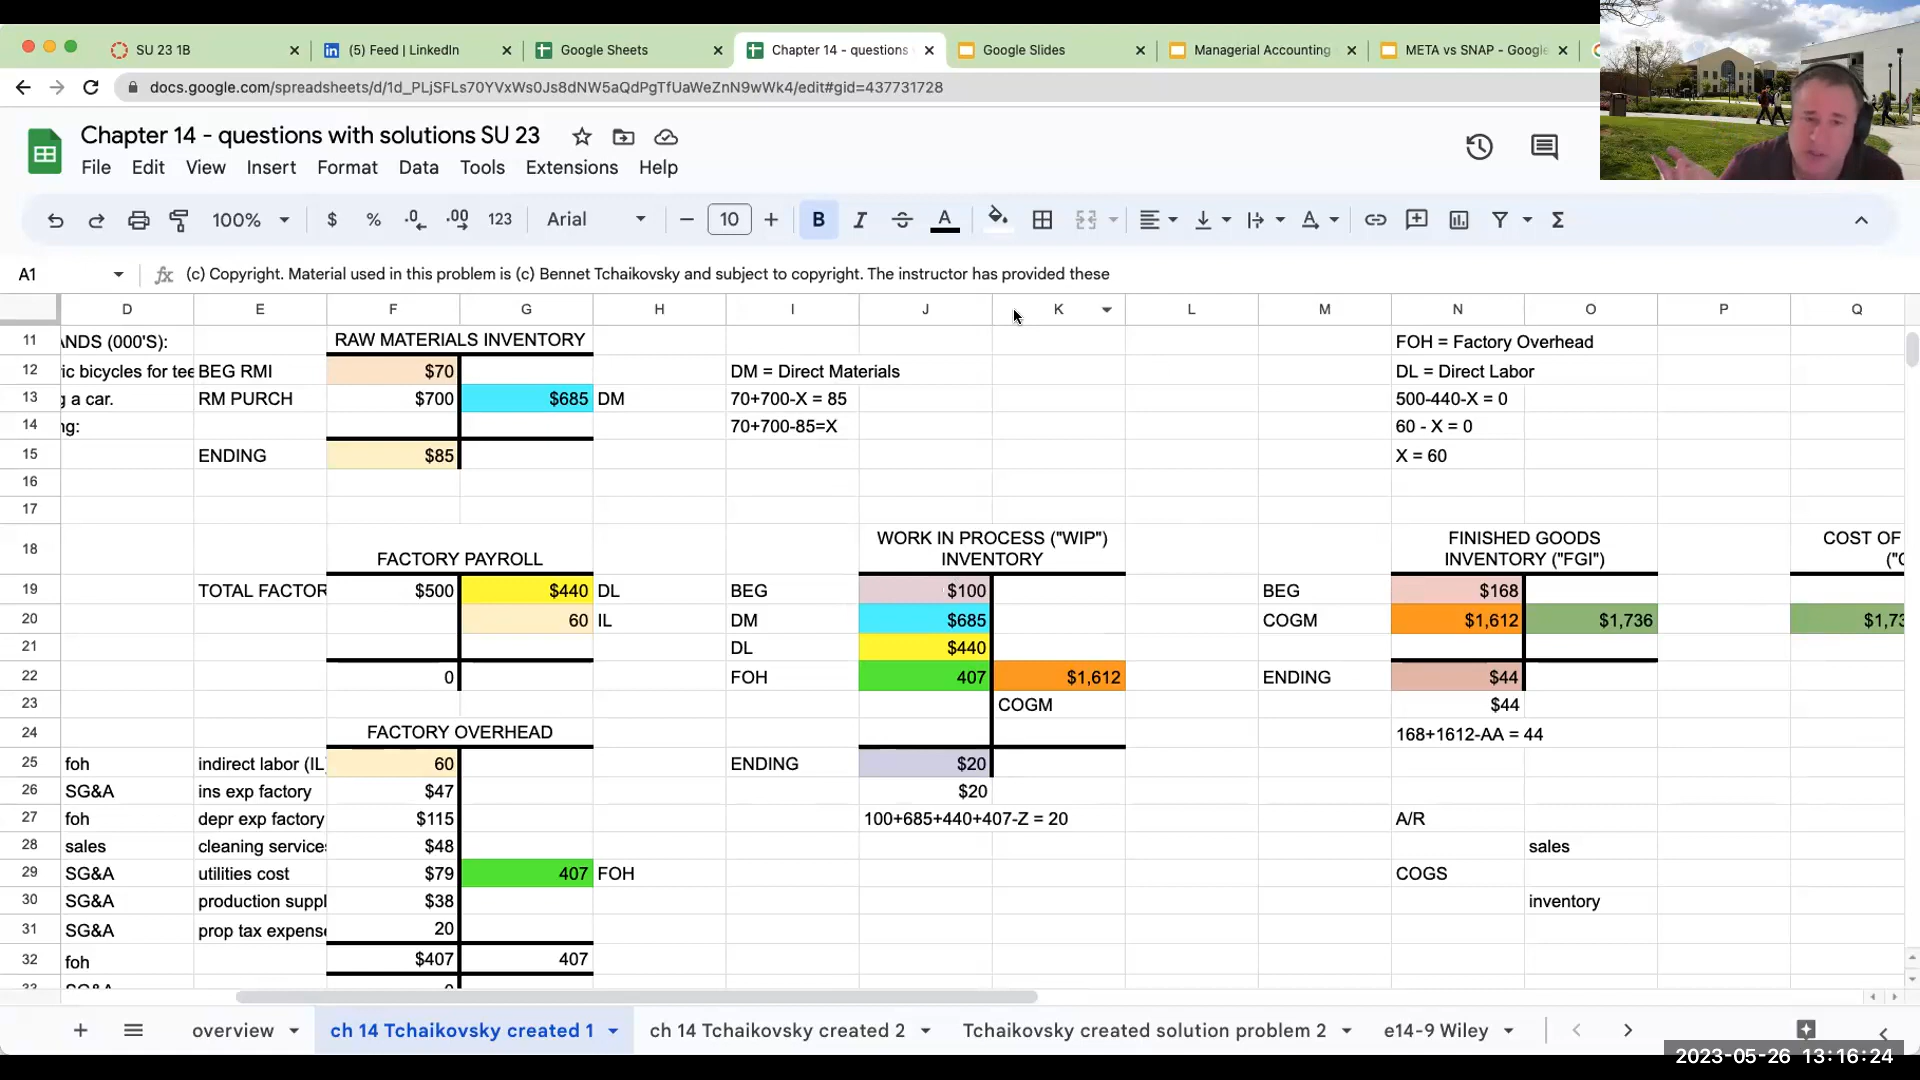 SU 23 1B
(5) Feed | LinkedIn
Google Sheets
Chapter 14 - questions
Google Slides
Managerial Accounting
META vs SNAP - Google
docs.google.com/spreadsheets/d/1d_PLjSFLs70YVxWs0Js8dNW5aQdPgTfUaWeZnN9wWk4/edit#gid=437731728
Chapter 14 - questions with solutions SU 23
File Edit View Insert Format Data Tools Extensions Help
100% $ % .0 .00 123 Arial 10 B I S A
A1 fx (c) Copyright. Material used in this problem is (c) Bennet Tchaikovsky and subject to copyright. The instructor has provided these
D E F G H I J K L M N O P Q
11 ANDS (000'S): RAW MATERIALS INVENTORY FOH = Factory Overhead
12 ric bicycles for tee BEG RMI $70 DM = Direct Materials DL = Direct Labor
13 g a car. RM PURCH $700 $685 DM 70+700-X = 85 500-440-X = 0
14 ng: 70+700-85=X 60 - X = 0
15 ENDING $85 X = 60
16
17
18 FACTORY PAYROLL WORK IN PROCESS ("WIP") INVENTORY FINISHED GOODS INVENTORY ("FGI") COST OF
19 TOTAL FACTOR $500 $440 DL BEG $100 BEG $168
20 60 IL DM $685 COGM $1,612 $1,736 $1,73
21 DL $440
22 0 FOH 407 $1,612 ENDING $44
23 COGM $44
24 FACTORY OVERHEAD 168+1612-AA = 44
25 foh indirect labor (IL) 60 ENDING $20
26 SG&A ins exp factory $47 $20
27 foh depr exp factory $115 100+685+440+407-Z = 20 A/R
28 sales cleaning services $48 sales
29 SG&A utilities cost $79 407 FOH COGS
30 SG&A production suppl $38 inventory
31 SG&A prop tax expense 20
32 foh $407 407
33 SG&A 0
overview ch 14 Tchaikovsky created 1 ch 14 Tchaikovsky created 2 Tchaikovsky created solution problem 2 e14-9 Wiley
2023-05-26 13:16:24